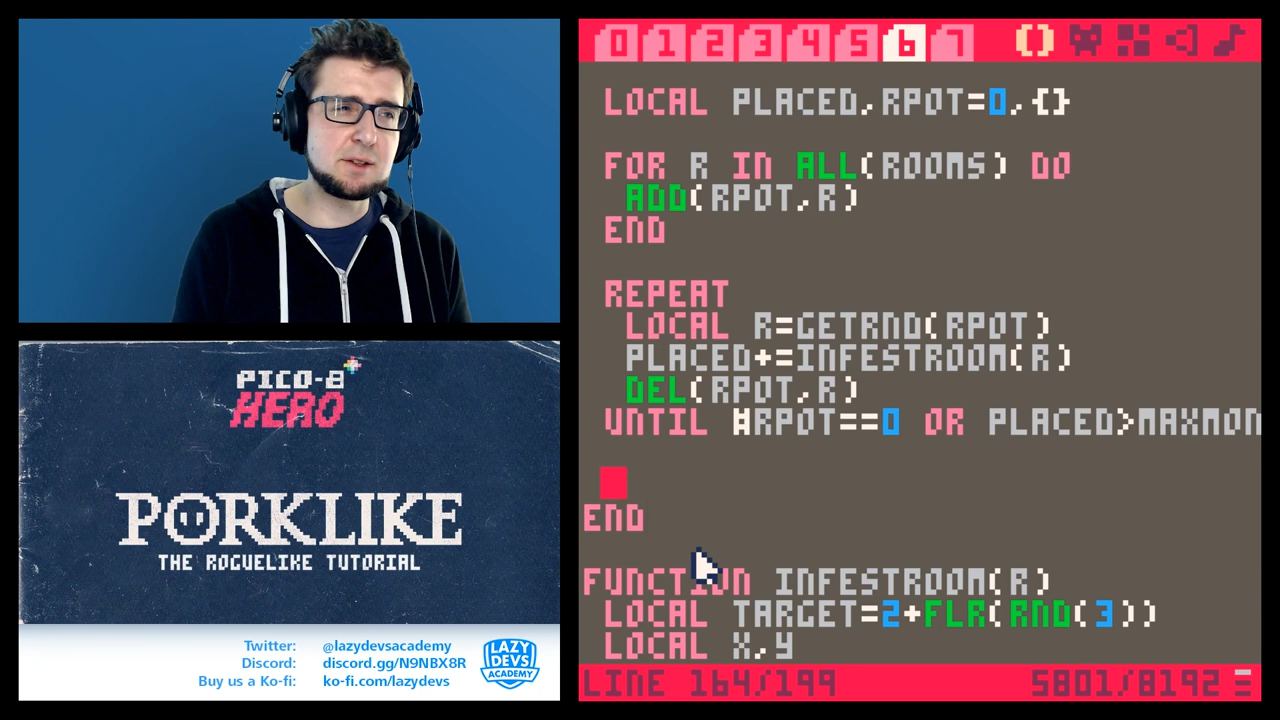 0 1 2 3 4 5 6 7
LOCAL PLACED,RPOT=0,{}
FOR R IN ALL(ROOMS) DO
ADD(RPOT,R)
END
REPEAT
LOCAL R=GETRND(RPOT)
PLACED+=INFESTROOM(R)
DEL(RPOT,R)
UNTIL #RPOT==0 OR PLACED>MAXMON
END
FUNCTION INFESTROOM(R)
LOCAL TARGET=2+FLR(RND(3))
LOCAL X,Y
LINE 164/199 5801/8192
PICO-8
HERO
PORKLIKE
THE ROGUELIKE TUTORIAL
Twitter: @lazydevsacademy
Discord: discord.gg/N9NBX8R
Buy us a Ko-fi: ko-fi.com/lazydevs
LAZY
DEVS
ACADEMY